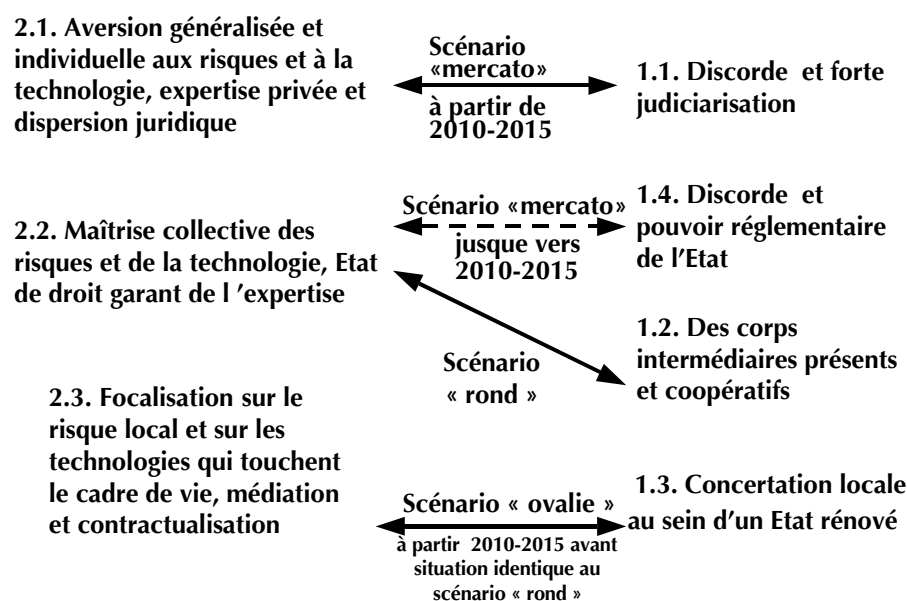 2.1. Aversion généralisée et
individuelle aux risques et à la
technologie, expertise privée et
dispersion juridique
Scénario
«mercato»
à partir de
2010-2015
1.1. Discorde et forte
judiciarisation
2.2. Maîtrise collective des
risques et de la technologie, Etat
de droit garant de l ’expertise
Scénario «mercato»
jusque vers
2010-2015
1.4. Discorde et
pouvoir réglementaire
de l'Etat
Scénario
« rond »
1.2. Des corps
intermédiaires présents
et coopératifs
2.3. Focalisation sur le
risque local et sur les
technologies qui touchent
le cadre de vie, médiation
et contractualisation
Scénario « ovalie »
à partir 2010-2015 avant
situation identique au
scénario « rond »
1.3. Concertation locale
au sein d'un Etat rénové